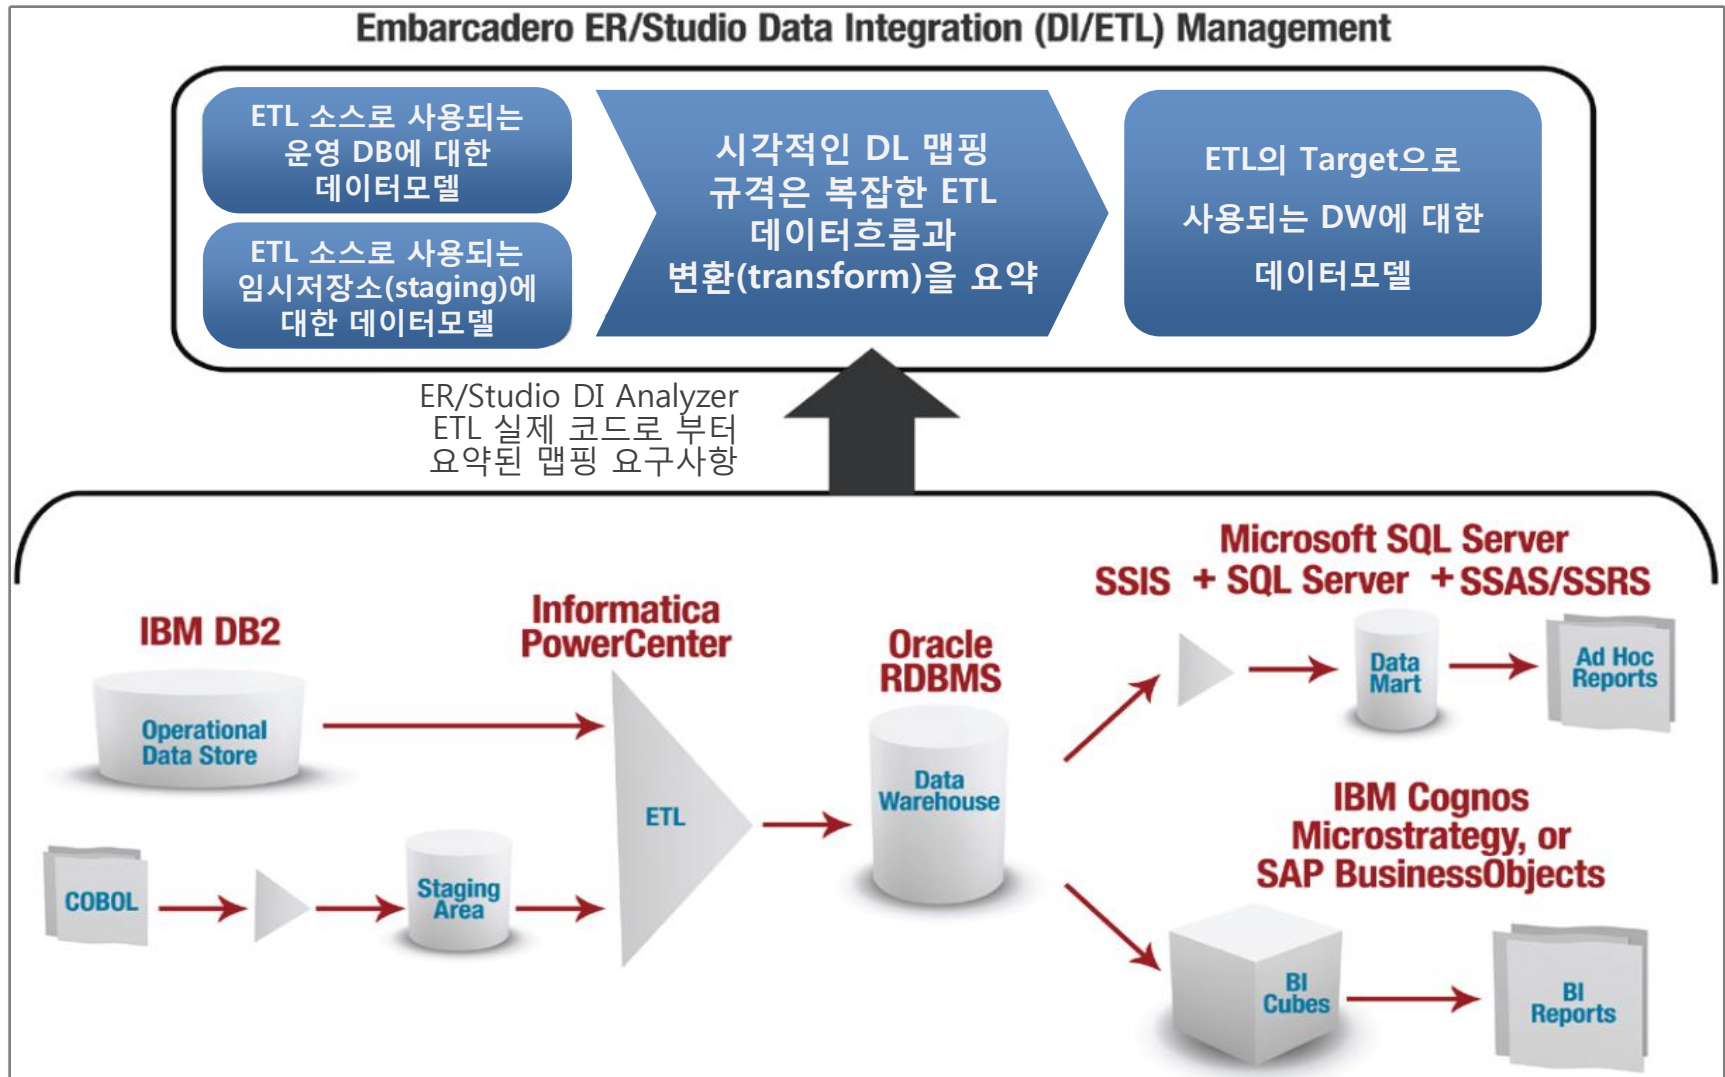 Embarcadero ER/Studio Data Integration (DI/ETL) Management
ETL 소스로 사용되는
운영 DB에 대한
데이터모델
ETL 소스로 사용되는
임시저장소(staging)에
대한 데이터모델
시각적인 DL 맵핑
규격은 복잡한 ETL
데이터흐름과
변환(transform)을 요약
ETL의 Target으로
사용되는 DW에 대한
데이터모델
ER/Studio DI Analyzer
ETL 실제 코드로 부터
요약된 맵핑 요구사항
IBM DB2
Operational
Data Store
COBOL
Staging
Area
Informatica
PowerCenter
ETL
Oracle
RDBMS
Data
Warehouse
Microsoft SQL Server
SSIS + SQL Server + SSAS/SSRS
Data
Mart
Ad Hoc
Reports
IBM Cognos
Microstrategy, or
SAP BusinessObjects
BI
Cubes
BI
Reports